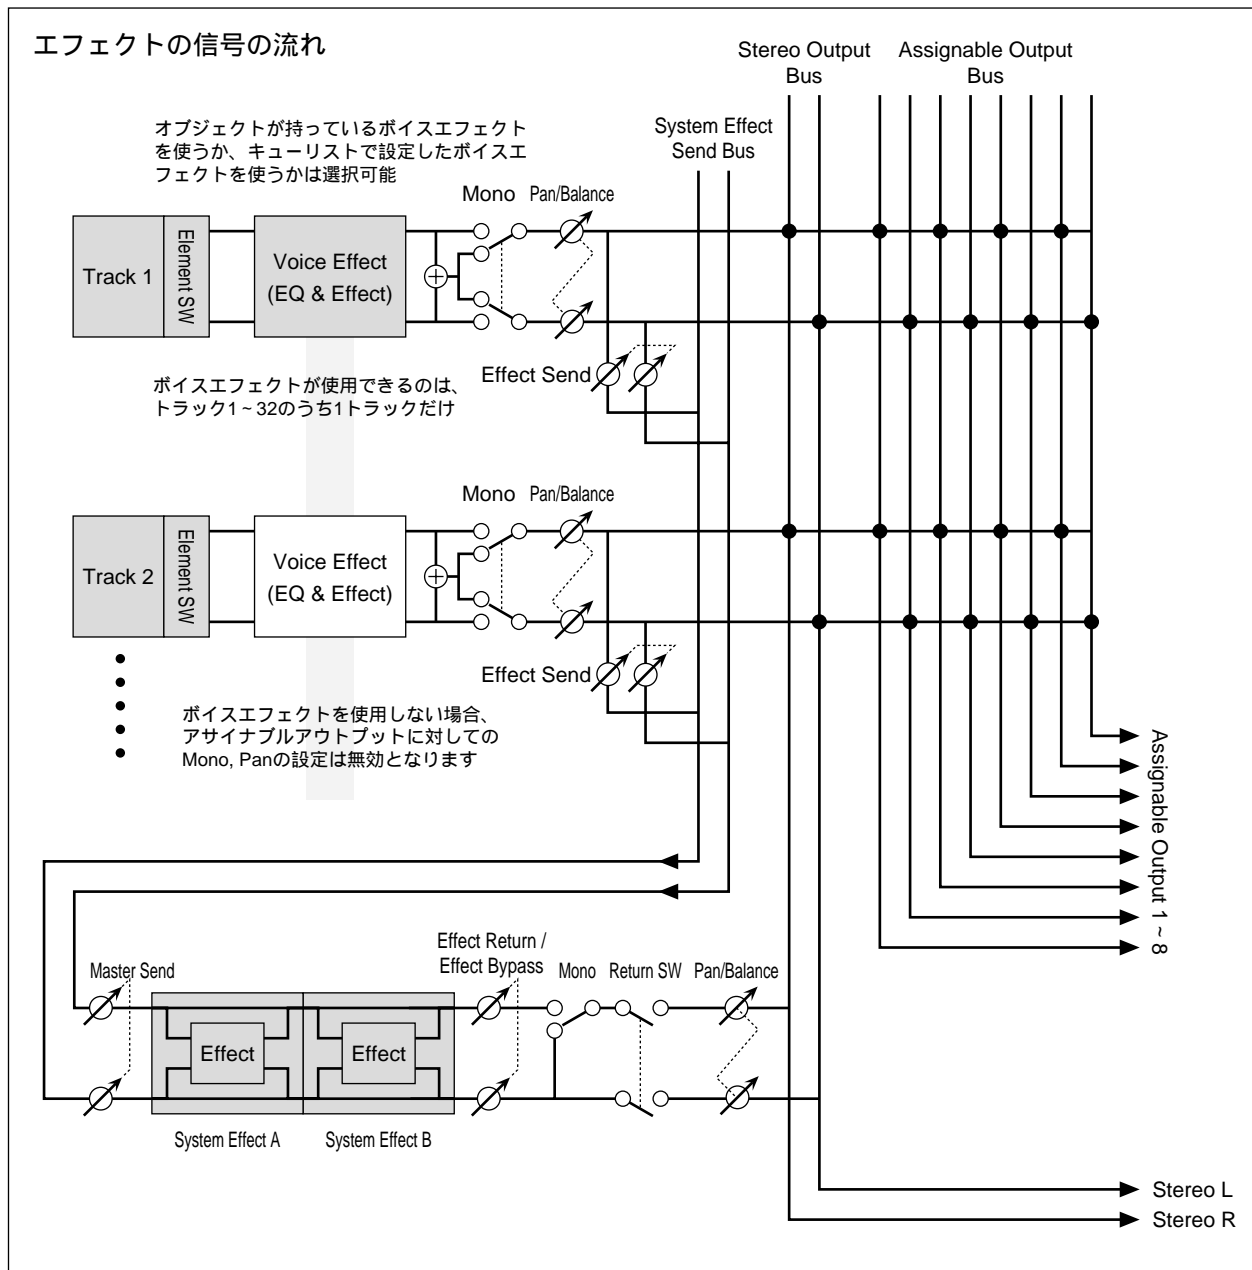 エフェクトの信号の流れ
Stereo Output
Bus
Assignable Output
Bus
System Effect
Send Bus
オブジェクトが持っているボイスエフェクト
を使うか、キューリストで設定したボイスエ
フェクトを使うかは選択可能
Mono
Pan/Balance
Track 1
Element SW
Voice Effect
(EQ & Effect)
Effect Send
ボイスエフェクトが使用できるのは、
トラック1~32のうち1トラックだけ
Mono
Pan/Balance
Track 2
Element SW
Voice Effect
(EQ & Effect)
Effect Send
ボイスエフェクトを使用しない場合、
アサイナブルアウトプットに対しての
Mono, Panの設定は無効となります
Assignable Output 1 ~ 8
Master Send
Effect Return /
Effect Bypass
Mono
Return SW
Pan/Balance
Effect
Effect
System Effect A
System Effect B
Stereo L
Stereo R